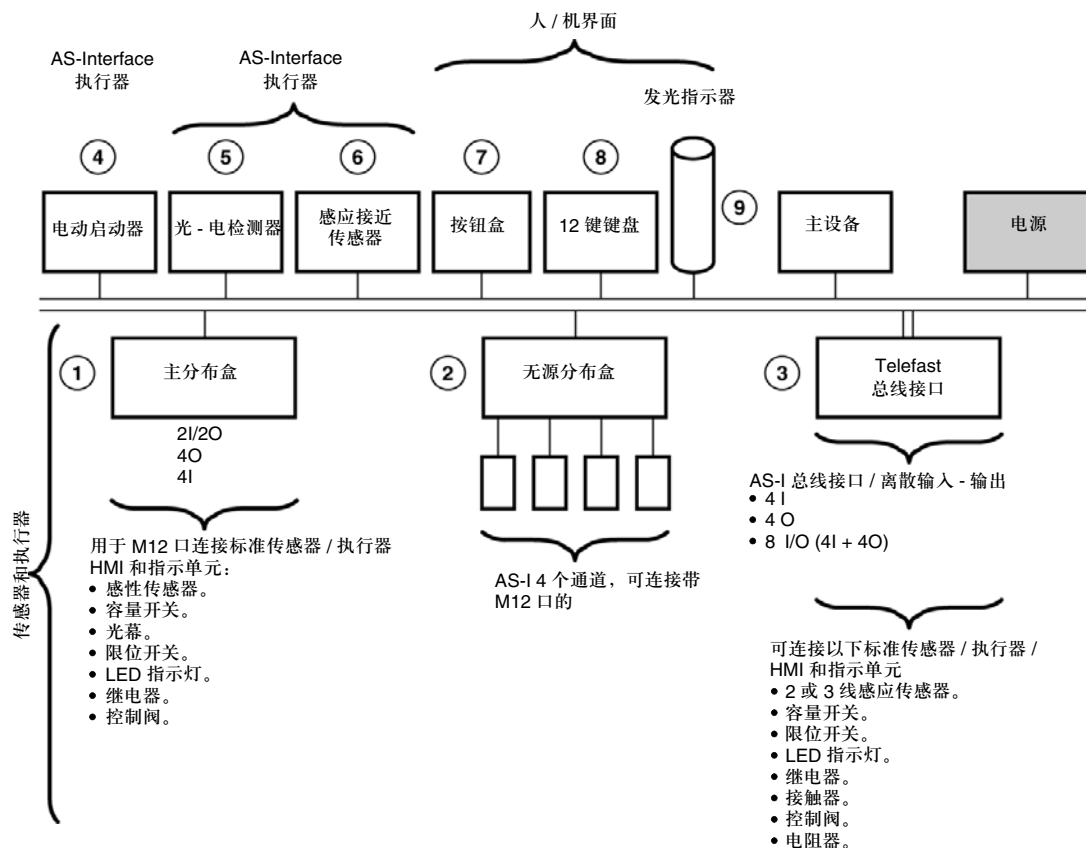 人 / 机界面
AS-Interface
执行器
AS-Interface
执行器
发光指示器
4
5
6
7
8
9
电动启动器
光 - 电检测器
感应接近
传感器
按钮盒
12 键键盘
主设备
电源
1
主分布盒
2
无源分布盒
3
Telefast
总线接口
2I/2O
4O
4I
传感器和执行器
用于 M12 口连接标准传感器 / 执行器
HMI 和指示单元：
• 感性传感器。
• 容量开关。
• 光幕。
• 限位开关。
• LED 指示灯。
• 继电器。
• 控制阀。
AS-I 4 个通道，可连接带
M12 口的
AS-I 总线接口 / 离散输入 - 输出
• 4 I
• 4 O
• 8 I/O (4I + 4O)
可连接以下标准传感器 / 执行器 /
HMI 和指示单元
• 2 或 3 线感应传感器。
• 容量开关。
• 限位开关。
• LED 指示灯。
• 继电器。
• 接触器。
• 控制阀。
• 电阻器。